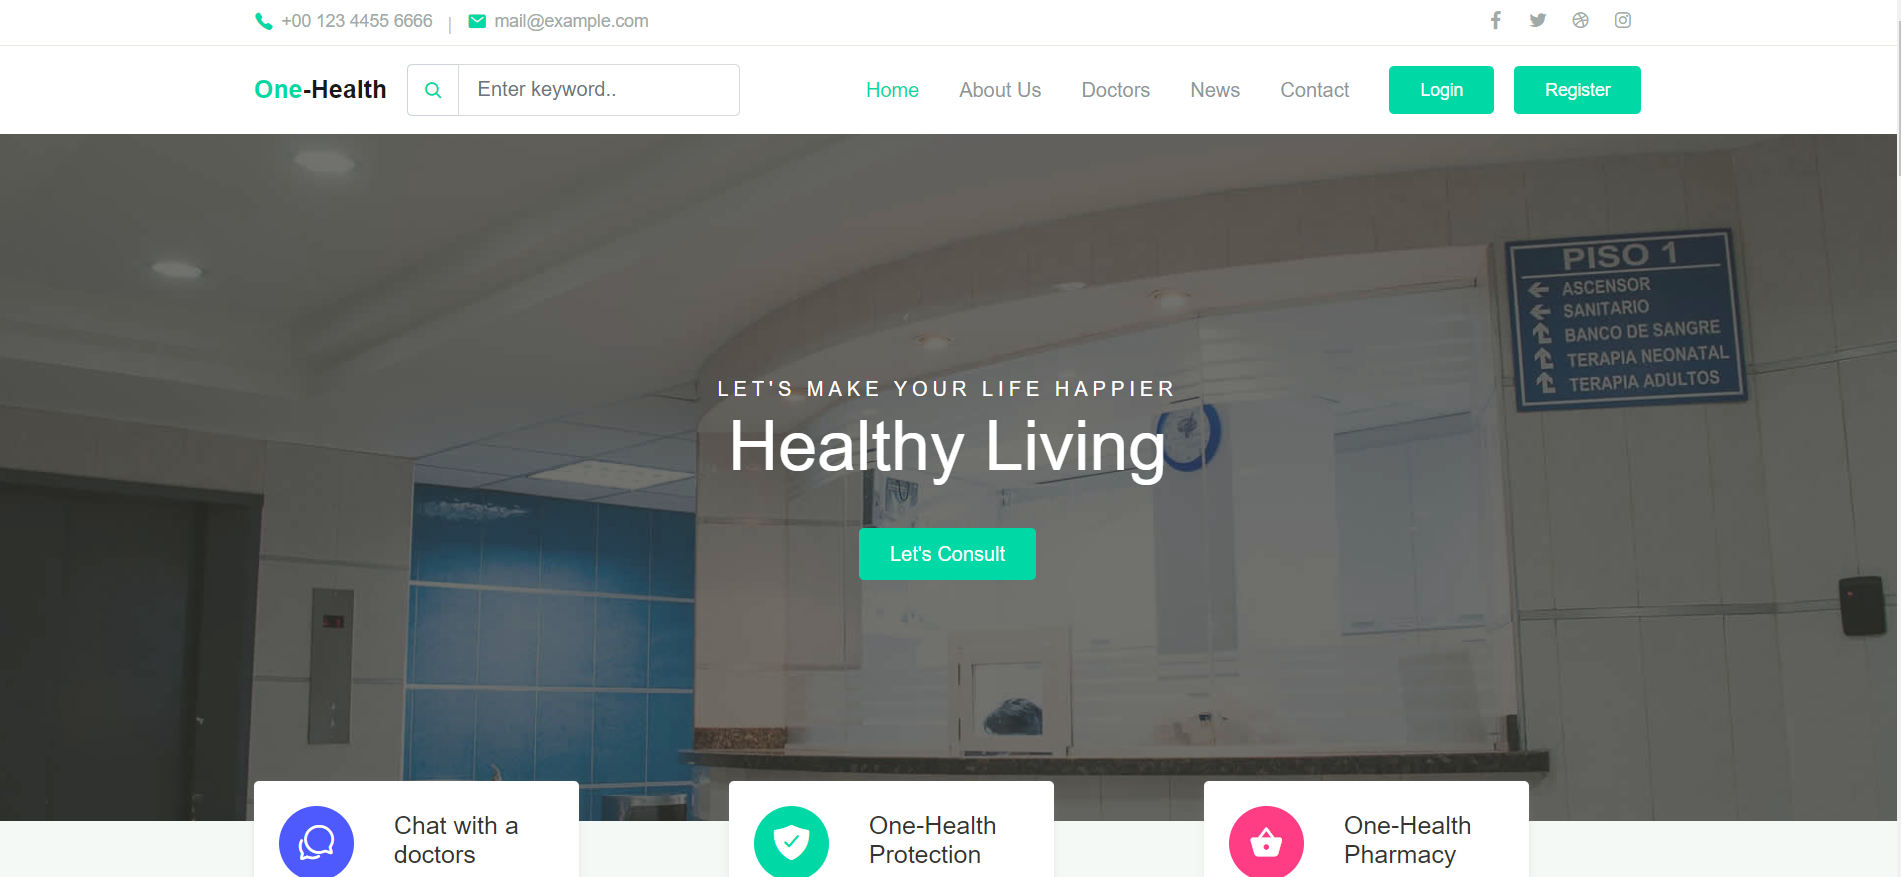 +00 123 4455 6666 | mail@example.com
One-Health
Enter keyword..
Home About Us Doctors News Contact Login Register
PISO 1
ASCENSOR
SANITARIO
BANCO DE SANGRE
TERAPIA NEONATAL
TERAPIA ADULTOS
LET'S MAKE YOUR LIFE HAPPIER
Healthy Living
Let's Consult
Chat with a
doctors
One-Health
Protection
One-Health
Pharmacy